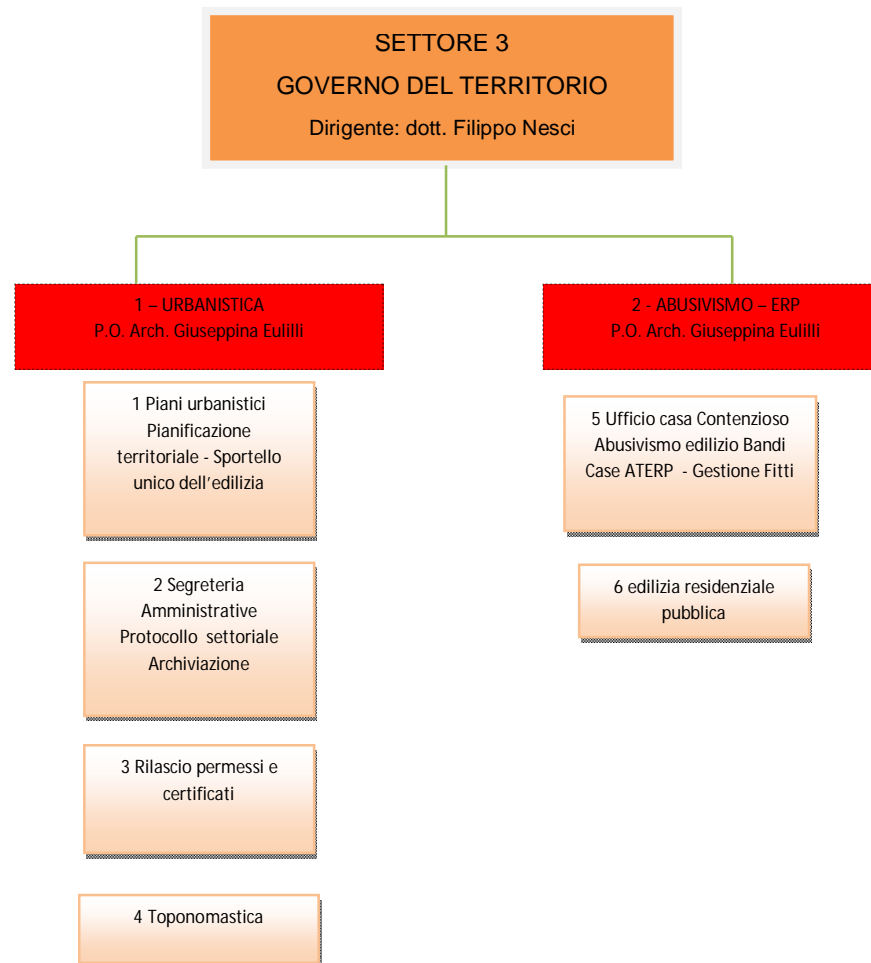 SETTORE 3
GOVERNO DEL TERRITORIO
Dirigente: dott. Filippo Nesci
1 – URBANISTICA
P.O. Arch. Giuseppina Eulilli
1 Piani urbanistici
Pianificazione
territoriale - Sportello
unico dell'edilizia
2 Segreteria
Amministrative
Protocollo settoriale
Archiviazione
3 Rilascio permessi e
certificati
4 Toponomastica
2 - ABUSIVISMO – ERP
P.O. Arch. Giuseppina Eulilli
5 Ufficio casa Contenzioso
Abusivismo edilizio Bandi
Case ATERP - Gestione Fitti
6 edilizia residenziale
pubblica